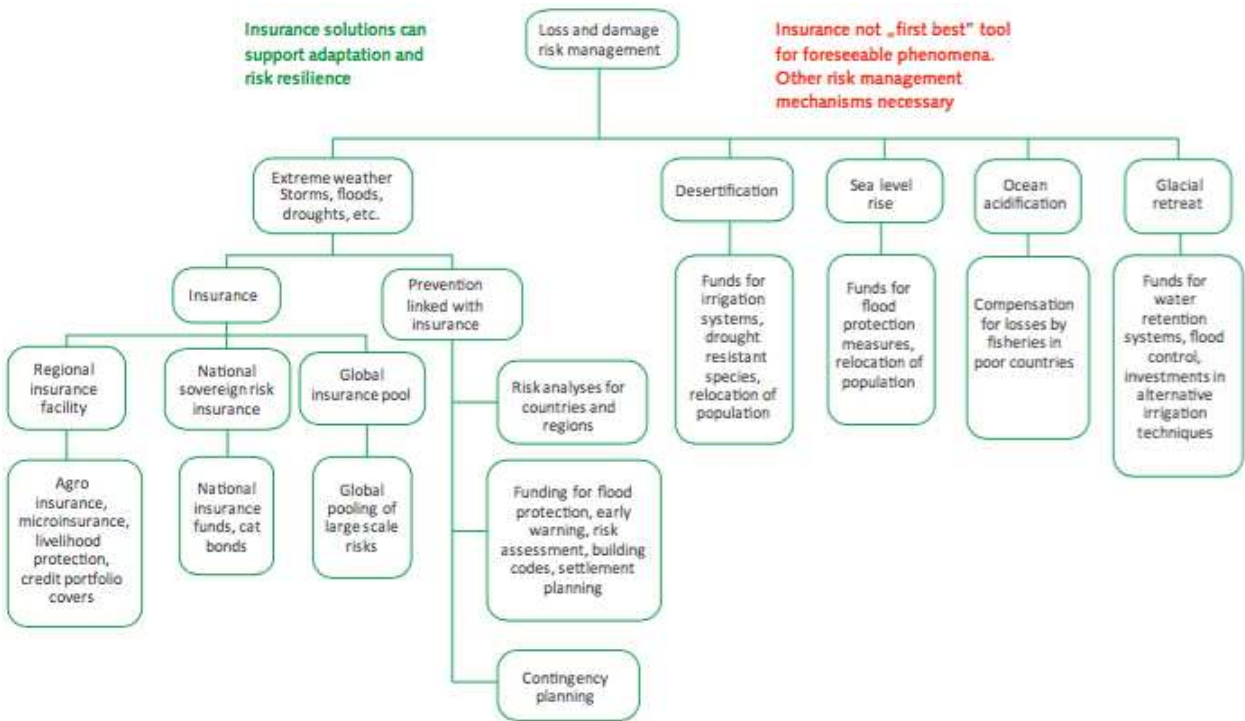 Insurance solutions can
support adaptation and
risk resilience
Loss and damage
risk management
Insurance not „first best” tool
for foreseeable phenomena.
Other risk management
mechanisms necessary
Extreme weather
Storms, floods,
droughts, etc.
Desertification
Sea level
rise
Ocean
acidification
Glacial
retreat
Insurance
Prevention
linked with
insurance
Funds for
irrigation
systems,
drought
resistant
species,
relocation of
population
Funds for
flood
protection
measures,
relocation of
population
Compensation
for losses by
fisheries in
poor countries
Funds for
water
retention
systems, flood
control,
investments in
alternative
irrigation
techniques
Regional
insurance
facility
National
sovereign risk
insurance
Global
insurance pool
Risk analyses for
countries and
regions
Agro
insurance,
microinsurance,
livelihood
protection,
credit portfolio
covers
National
insurance
funds, cat
bonds
Global
pooling of
large scale
risks
Funding for flood
protection, early
warning, risk
assessment, building
codes, settlement
planning
Contingency
planning